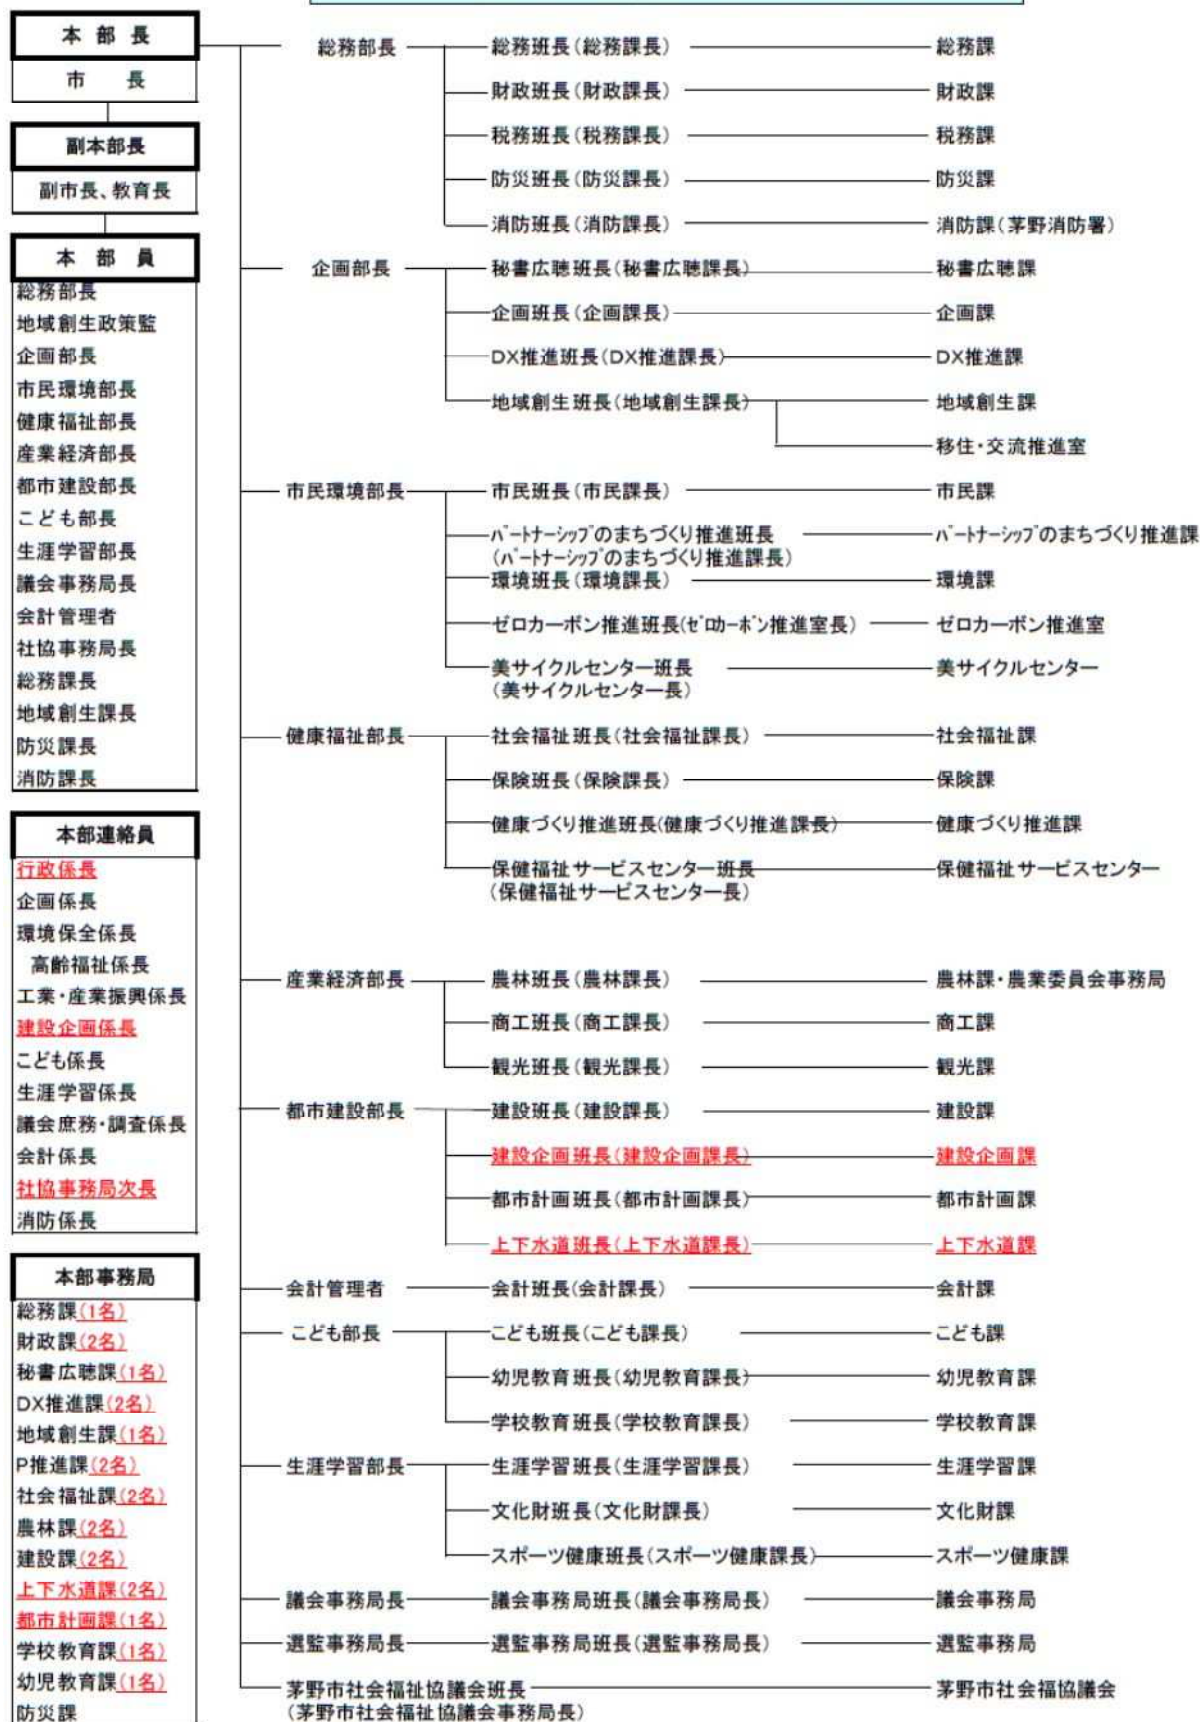 本部長
市長
副本部長
副市長、教育長
本部員
総務部長
地域創生政策監
企画部長
市民環境部長
健康福祉部長
産業経済部長
都市建設部長
こども部長
生涯学習部長
議会事務局長
会計管理者
社協事務局長
総務課長
地域創生課長
防災課長
消防課長
本部連絡員
行政係長
企画係長
環境保全係長
高齢福祉係長
工業・産業振興係長
建設企画係長
こども係長
生涯学習係長
議会庶務・調査係長
会計係長
社協事務局次長
消防係長
本部事務局
総務課(1名)
財政課(2名)
秘書広聴課(1名)
DX推進課(2名)
地域創生課(1名)
P推進課(2名)
社会福祉課(2名)
農林課(2名)
建設課(2名)
上下水道課(2名)
都市計画課(1名)
学校教育課(1名)
幼児教育課(1名)
防災課
総務部長 総務班長(総務課長) 総務課
財政班長(財政課長) 財政課
税務班長(税務課長) 税務課
防災班長(防災課長) 防災課
消防班長(消防課長) 消防課(茅野消防署)
企画部長 秘書広聴班長(秘書広聴課長) 秘書広聴課
企画班長(企画課長) 企画課
DX推進班長(DX推進課長) DX推進課
地域創生班長(地域創生課長) 地域創生課
移住・交流推進室
市民環境部長 市民班長(市民課長) 市民課
ﾊﾟｰﾄﾅｰｼｯﾌﾟのまちづくり推進班長 ﾊﾟｰﾄﾅｰｼｯﾌﾟのまちづくり推進課
(ﾊﾟｰﾄﾅｰｼｯﾌﾟのまちづくり推進課長)
環境班長(環境課長) 環境課
ゼロカーボン推進班長(ｾﾞﾛｶｰﾎﾞﾝ推進室長) ゼロカーボン推進室
美サイクルセンター班長 美サイクルセンター
(美サイクルセンター長)
健康福祉部長 社会福祉班長(社会福祉課長) 社会福祉課
保険班長(保険課長) 保険課
健康づくり推進班長(健康づくり推進課長) 健康づくり推進課
保健福祉サービスセンター班長 保健福祉サービスセンター
(保健福祉サービスセンター長)
産業経済部長 農林班長(農林課長) 農林課・農業委員会事務局
商工班長(商工課長) 商工課
観光班長(観光課長) 観光課
都市建設部長 建設班長(建設課長) 建設課
建設企画班長(建設企画課長) 建設企画課
都市計画班長(都市計画課長) 都市計画課
上下水道班長(上下水道課長) 上下水道課
会計管理者 会計班長(会計課長) 会計課
こども部長 こども班長(こども課長) こども課
幼児教育班長(幼児教育課長) 幼児教育課
学校教育班長(学校教育課長) 学校教育課
生涯学習部長 生涯学習班長(生涯学習課長) 生涯学習課
文化財班長(文化財課長) 文化財課
スポーツ健康班長(スポーツ健康課長) スポーツ健康課
議会事務局長 議会事務局班長(議会事務局長) 議会事務局
選監事務局長 選監事務局班長(選監事務局長) 選監事務局
茅野市社会福祉協議会班長 茅野市社会福協議会
(茅野市社会福祉協議会事務局長)